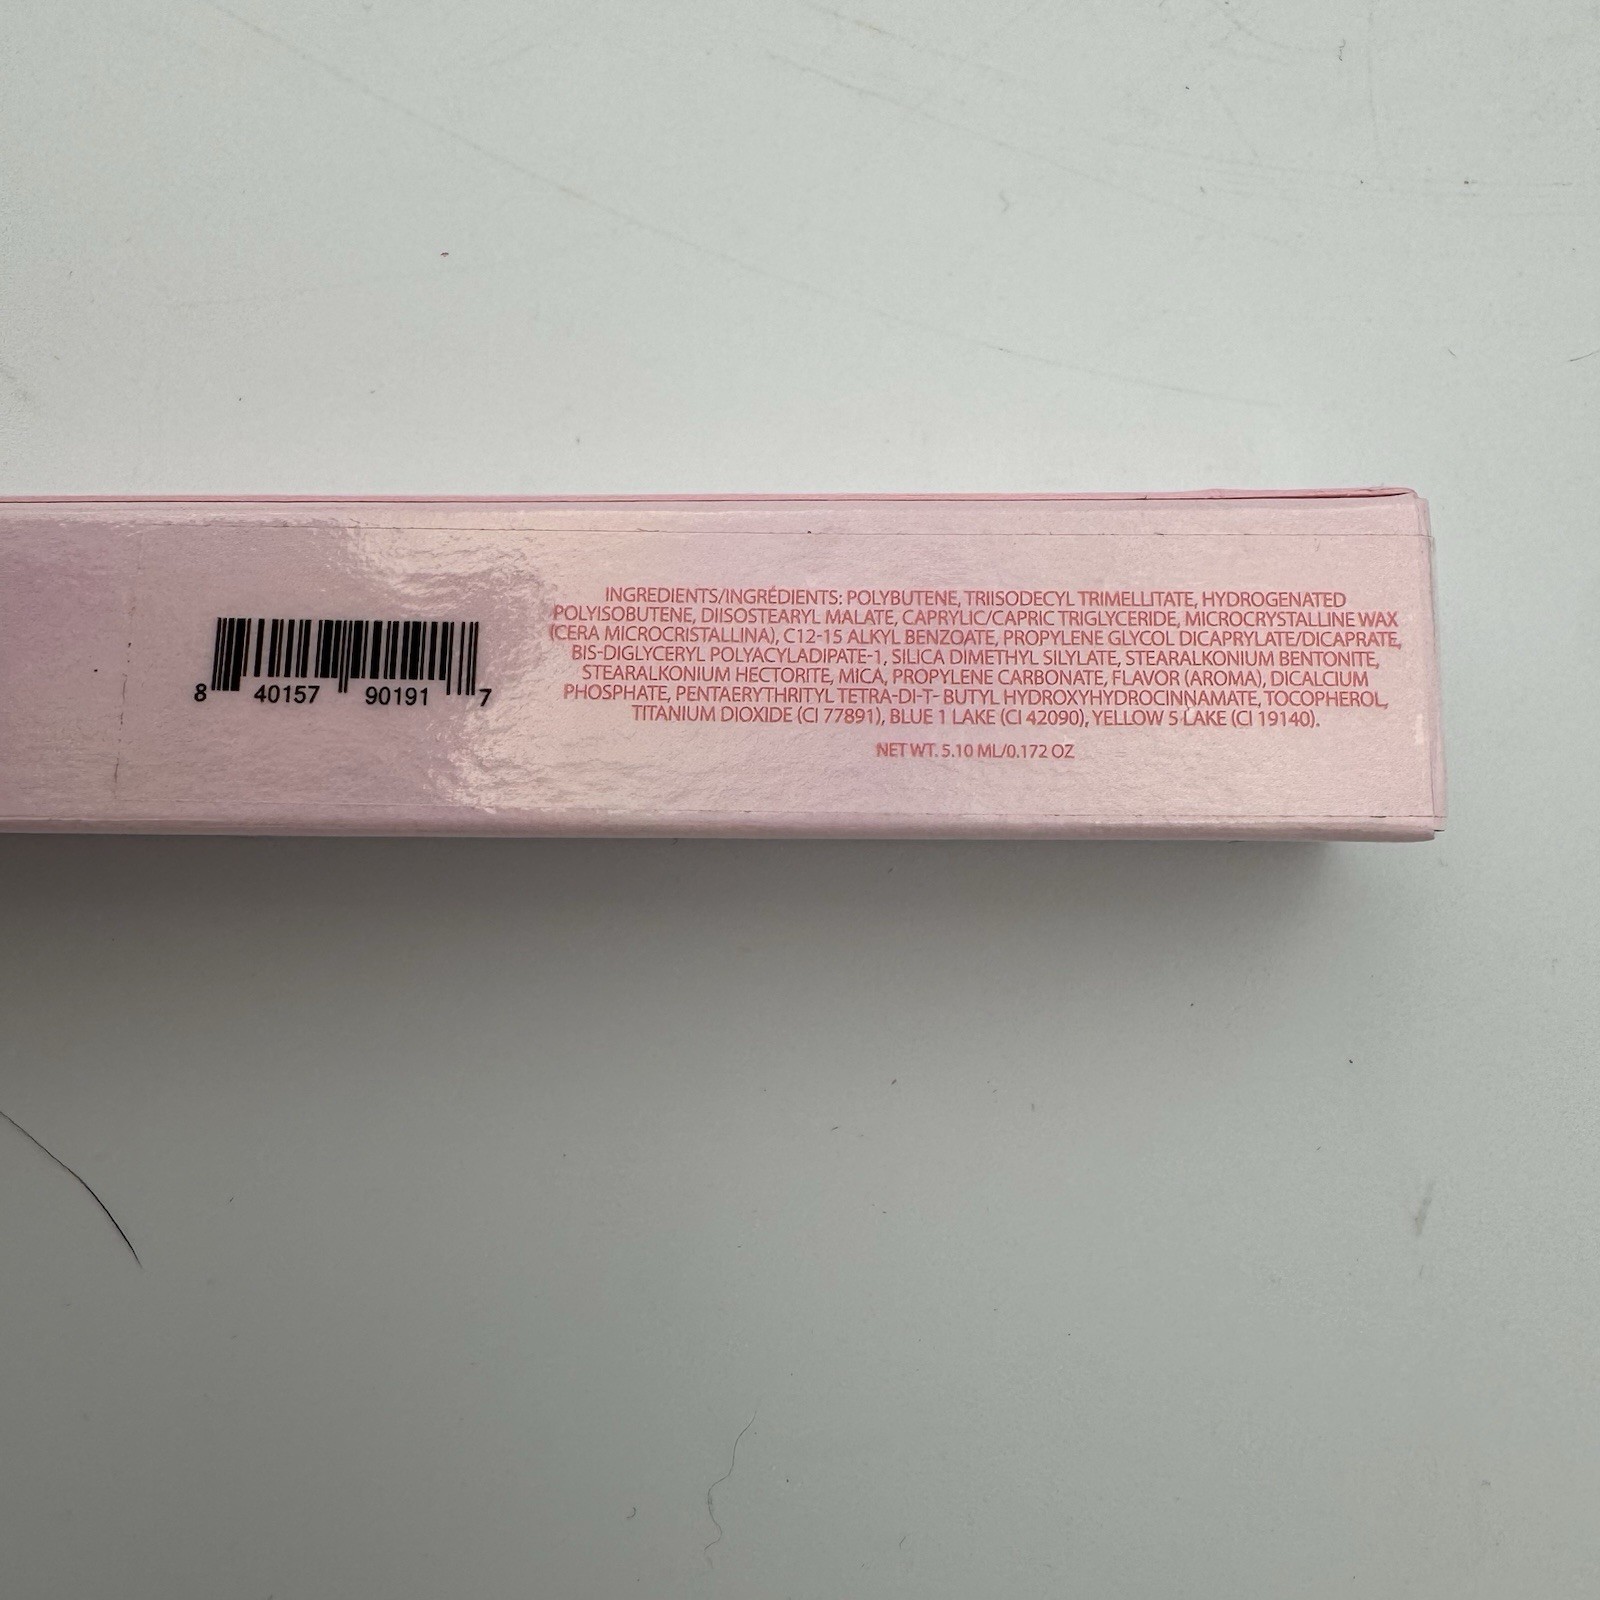 8 40157 90191 7
INGREDIENTS/INGRÉDIENTS: POLYBUTENE, TRIISODECYL TRIMELLITATE, HYDROGENATED
POLYISOBUTENE, DIISOSTEARYL MALATE, CAPRYLIC/CAPRIC TRIGLYCERIDE, MICROCRYSTALLINE WAX
(CERA MICROCRISTALLINA), C12-15 ALKYL BENZOATE, PROPYLENE GLYCOL DICAPRYLATE/DICAPRATE,
BIS-DIGLYCERYL POLYACYLADIPATE-1, SILICA DIMETHYL SILYLATE, STEARALKONIUM BENTONITE,
STEARALKONIUM HECTORITE, MICA, PROPYLENE CARBONATE, FLAVOR (AROMA), DICALCIUM
PHOSPHATE, PENTAERYTHRITYL TETRA-DI-T- BUTYL HYDROXYHYDROCINNAMATE, TOCOPHEROL,
TITANIUM DIOXIDE (CI 77891), BLUE 1 LAKE (CI 42090), YELLOW 5 LAKE (CI 19140).
NET WT. 5.10 ML/0.172 OZ